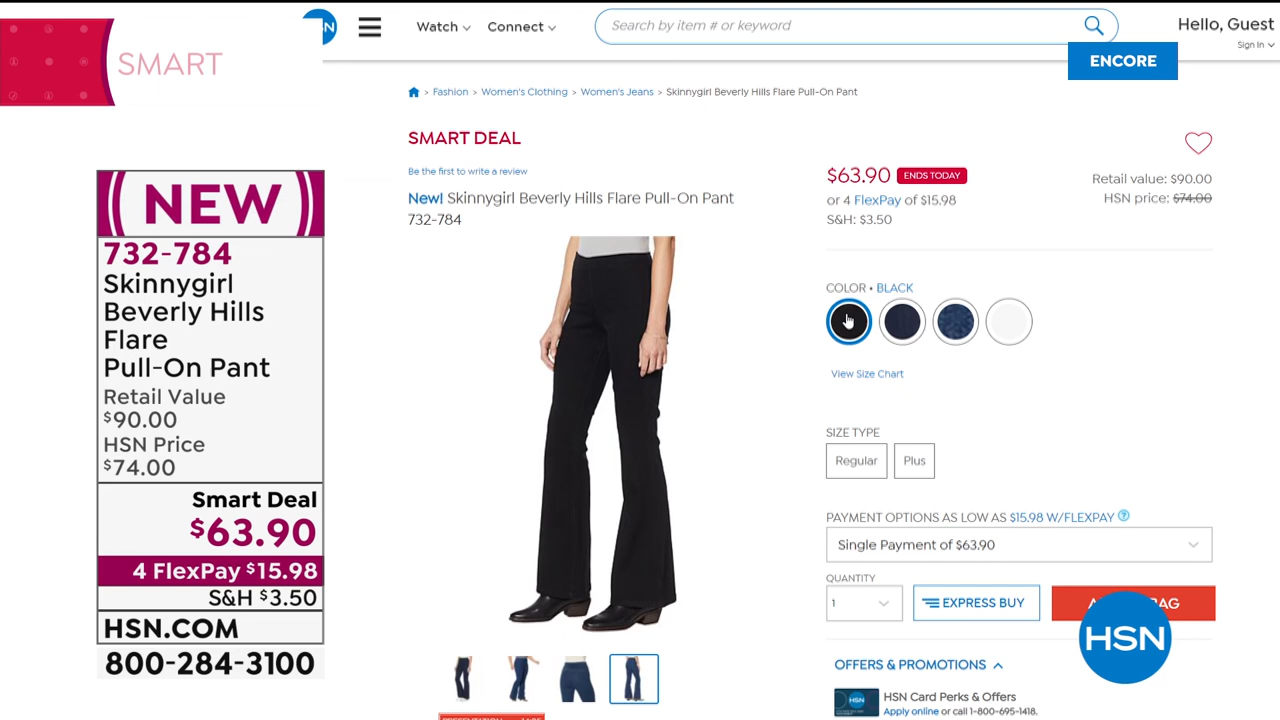 SMART
Watch
Connect
Search by item # or keyword
Hello, Guest
Sign In
ENCORE
> Fashion > Women's Clothing > Women's Jeans > Skinnygirl Beverly Hills Flare Pull-On Pant
SMART DEAL
Be the first to write a review
New! Skinnygirl Beverly Hills Flare Pull-On Pant
732-784
$63.90 ENDS TODAY
or 4 FlexPay of $15.98
S&H: $3.50
Retail value: $90.00
HSN price: $74.00
COLOR • BLACK
View Size Chart
SIZE TYPE
Regular
Plus
PAYMENT OPTIONS AS LOW AS $15.98 W/FLEXPAY ?
Single Payment of $63.90
QUANTITY
1
EXPRESS BUY
HSN
OFFERS & PROMOTIONS
HSN
HSN Card Perks & Offers
Apply online or call 1-800-695-1418.
NEW
732-784
Skinnygirl
Beverly Hills
Flare
Pull-On Pant
Retail Value
$90.00
HSN Price
$74.00
Smart Deal
$63.90
4 FlexPay $15.98
S&H $3.50
HSN.COM
800-284-3100